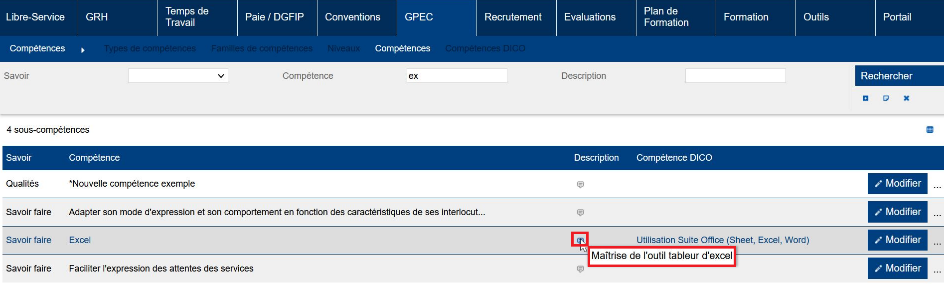 Libre-Service GRH Temps de Travail Paie / DGFIP Conventions GPEC Recrutement Evaluations Plan de Formation Formation Outils Portail
Compétences Types de compétences Familles de compétences Niveaux Compétences Compétences DICO
Savoir Compétence ex Description Rechercher
4 sous-compétences
Savoir Compétence Description Compétence DICO
Qualités *Nouvelle compétence exemple Modifier ...
Savoir faire Adapter son mode d'expression et son comportement en fonction des caractéristiques de ses interlocut... Modifier ...
Savoir faire Excel Utilisation Suite Office (Sheet, Excel, Word) Modifier ...
Maîtrise de l'outil tableur d'excel
Savoir faire Faciliter l'expression des attentes des services Modifier ...